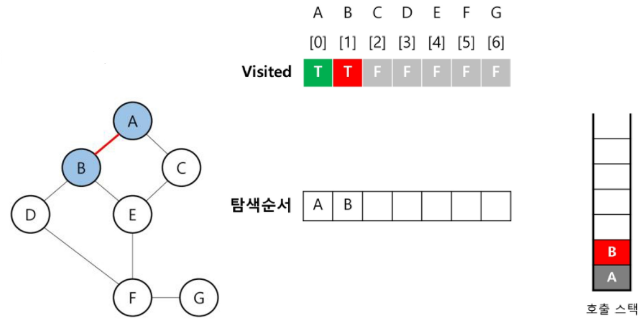 A B C D E F G
[0] [1] [2] [3] [4] [5] [6]
Visited T T F F F F F
A
B
C
D
E
F
G
탐색순서 A B
B
A
호출 스택